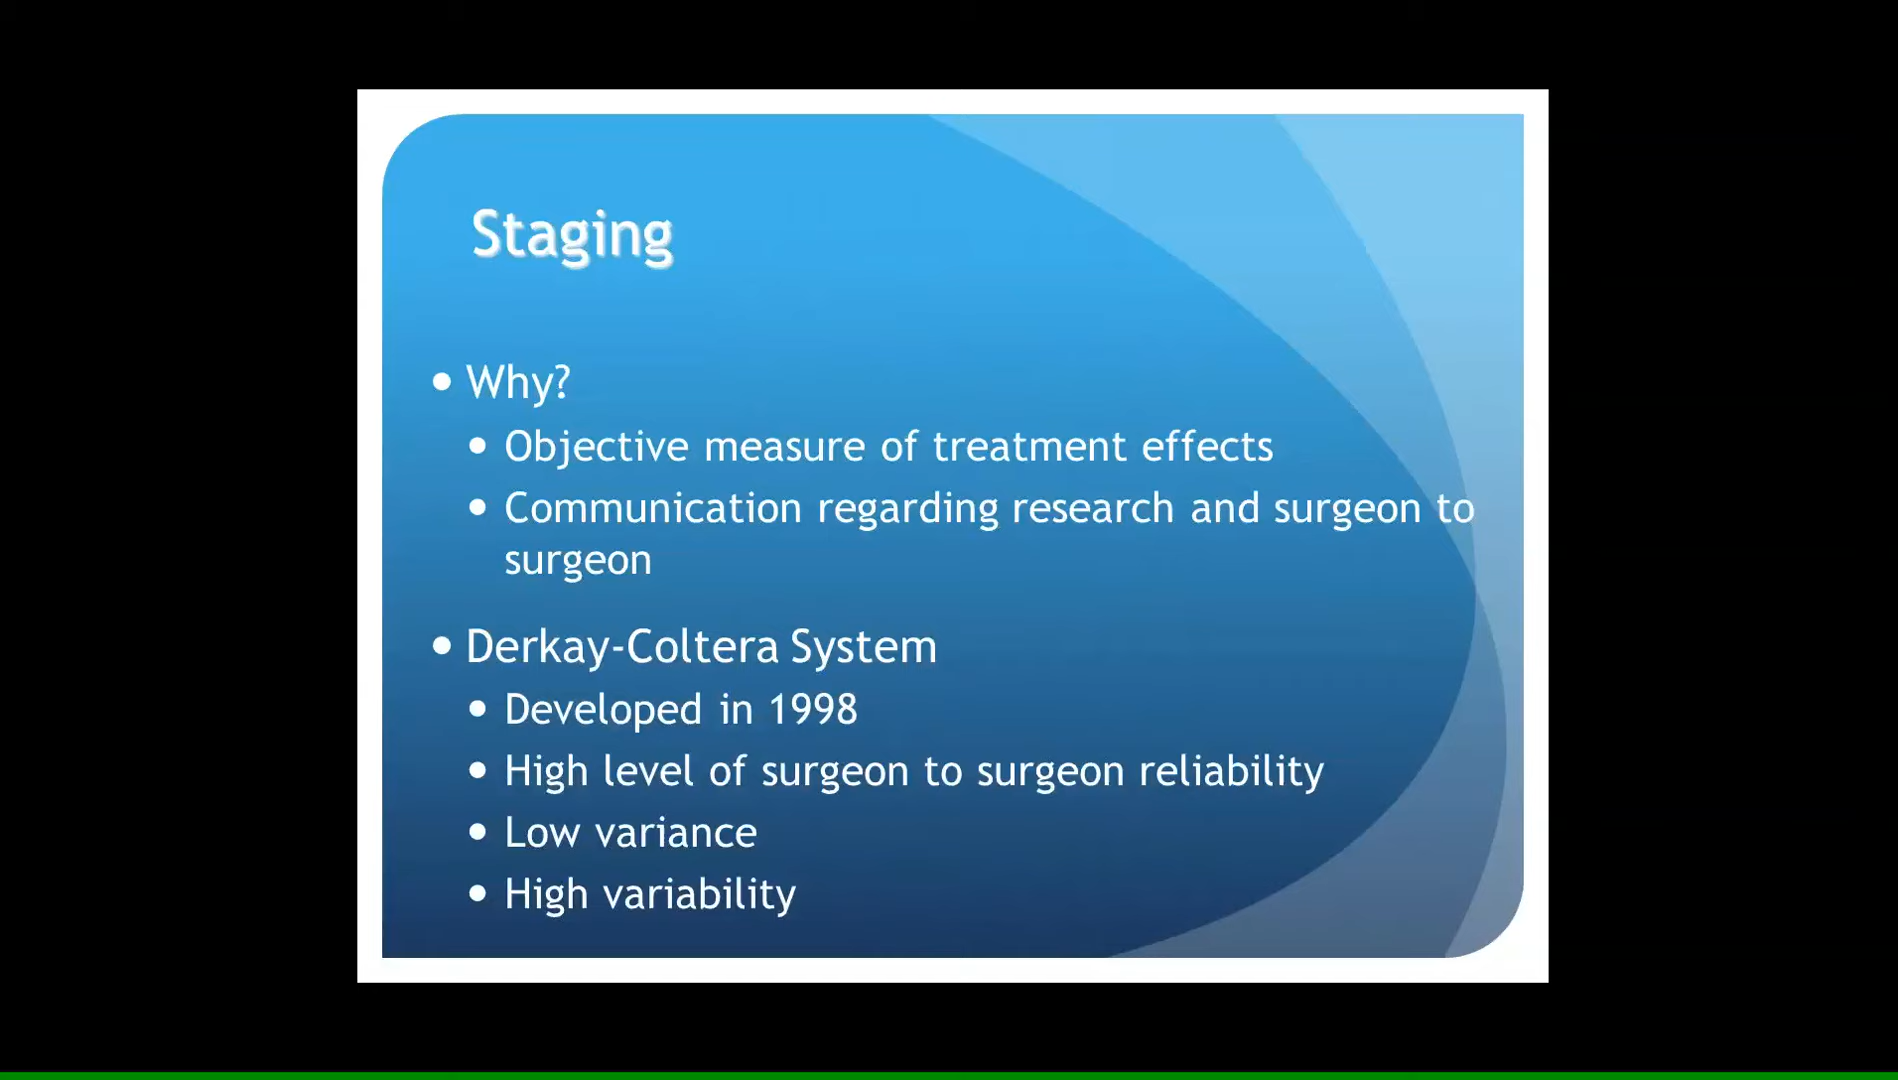 Staging
• Why?
• Objective measure of treatment effects
• Communication regarding research and surgeon to
surgeon
• Derkay-Coltera System
• Developed in 1998
• High level of surgeon to surgeon reliability
• Low variance
• High variability